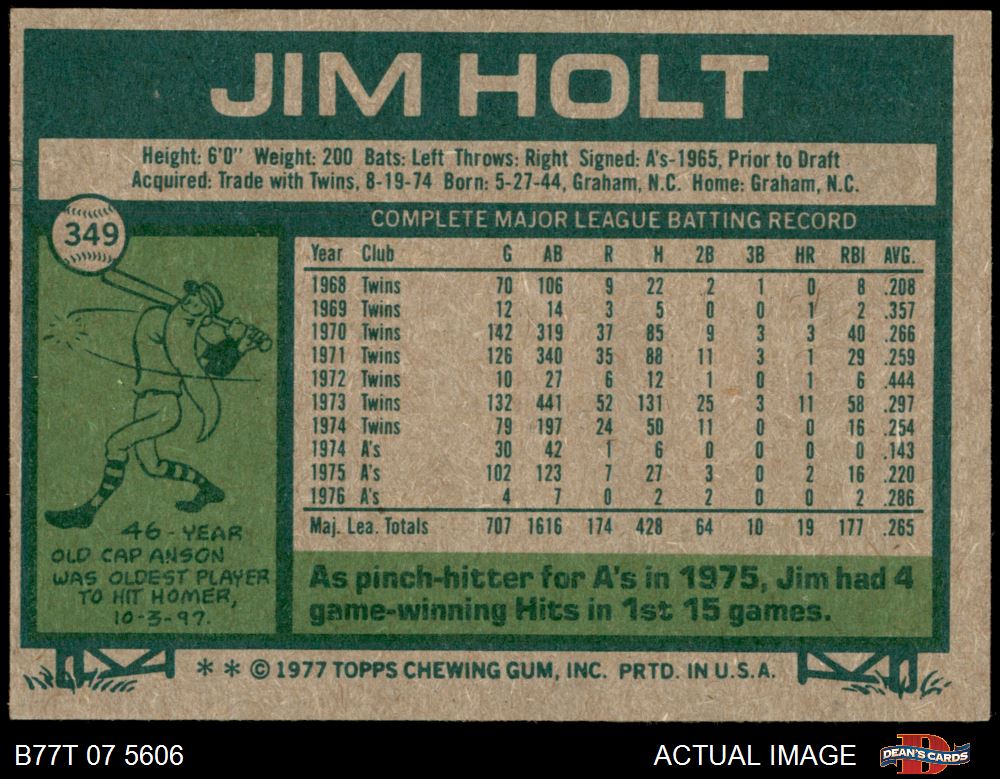 JIM HOLT
Height: 6'0" Weight: 200 Bats: Left Throws: Right Signed: A's-1965, Prior to Draft
Acquired: Trade with Twins, 8-19-74 Born: 5-27-44, Graham, N.C. Home: Graham, N.C.
349
COMPLETE MAJOR LEAGUE BATTING RECORD
Year Club G AB R H 2B 3B HR RBI AVG.
1968 Twins 70 106 9 22 2 1 0 8 .208
1969 Twins 12 14 3 5 0 0 1 2 .357
1970 Twins 142 319 37 85 9 3 3 40 .266
1971 Twins 126 340 35 88 11 3 1 29 .259
1972 Twins 10 27 6 12 1 0 1 6 .444
1973 Twins 132 441 52 131 25 3 11 58 .297
1974 Twins 79 197 24 50 11 0 0 16 .254
1974 A's 30 42 1 6 0 0 0 0 .143
1975 A's 102 123 7 27 3 0 2 16 .220
1976 A's 4 7 0 2 2 0 0 2 .286
Maj. Lea. Totals 707 1616 174 428 64 10 19 177 .265
46-YEAR
OLD CAP ANSON
WAS OLDEST PLAYER
TO HIT HOMER,
10-3-97.
As pinch-hitter for A's in 1975, Jim had 4
game-winning Hits in 1st 15 games.
* * © 1977 TOPPS CHEWING GUM, INC. PRTD. IN U.S.A.
B77T 07 5606
ACTUAL IMAGE
DEAN'S CARDS